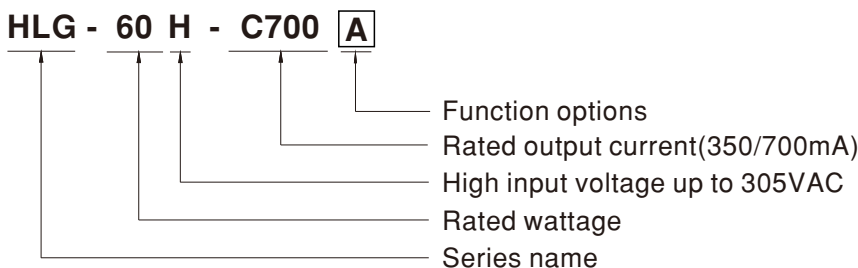 HLG - 60 H - C700 A
Function options
Rated output current(350/700mA)
High input voltage up to 305VAC
Rated wattage
Series name